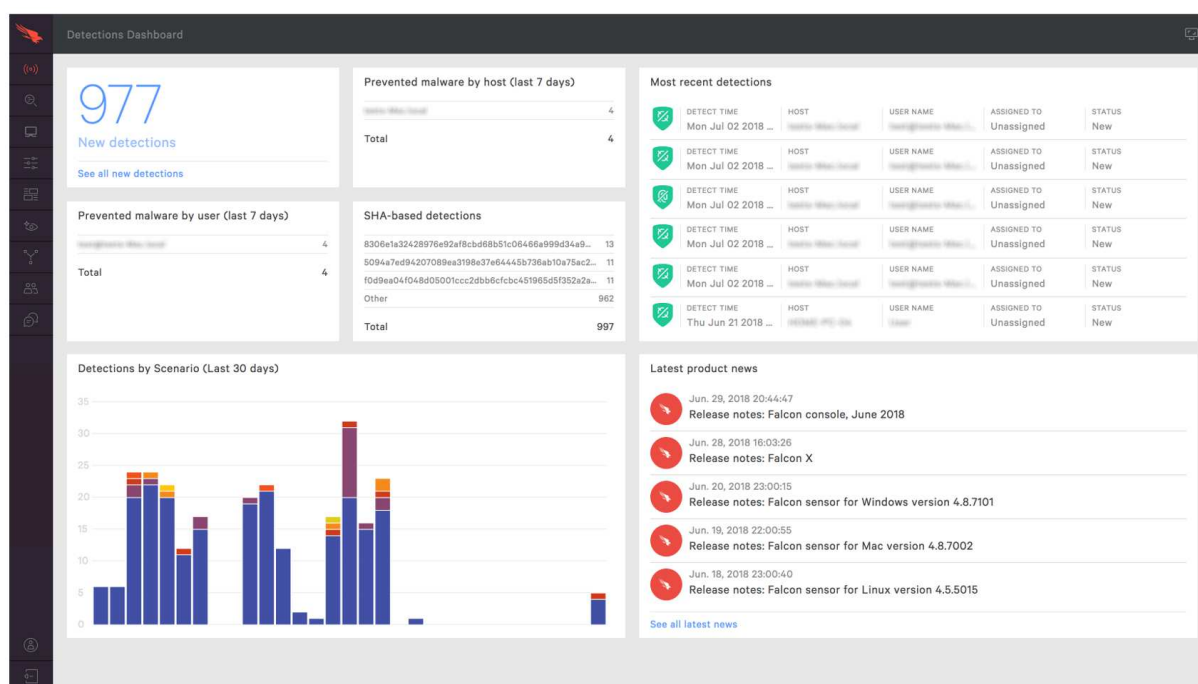 Detections Dashboard
977
New detections
See all new detections
Prevented malware by host (last 7 days)
4
Total 4
Prevented malware by user (last 7 days)
4
Total 4
SHA-based detections
8306e1a32428976e92af8cbd68b51c06466a999d34a9... 13
5094a7ed94207089ea3198e37e64445b736ab10a75ac2... 11
f0d9ea04f048d05001ccc2dbb6cfcbc451965d5f352a2a... 11
Other 962
Total 997
Most recent detections
DETECT TIME HOST USER NAME ASSIGNED TO STATUS
Mon Jul 02 2018 ... Unassigned New
DETECT TIME HOST USER NAME ASSIGNED TO STATUS
Mon Jul 02 2018 ... Unassigned New
DETECT TIME HOST USER NAME ASSIGNED TO STATUS
Mon Jul 02 2018 ... Unassigned New
DETECT TIME HOST USER NAME ASSIGNED TO STATUS
Mon Jul 02 2018 ... Unassigned New
DETECT TIME HOST USER NAME ASSIGNED TO STATUS
Mon Jul 02 2018 ... Unassigned New
DETECT TIME HOST USER NAME ASSIGNED TO STATUS
Thu Jun 21 2018 ... Unassigned New
Detections by Scenario (Last 30 days)
35
30
25
20
15
10
5
0
Latest product news
Jun. 29, 2018 20:44:47
Release notes: Falcon console, June 2018
Jun. 28, 2018 16:03:26
Release notes: Falcon X
Jun. 20, 2018 23:00:15
Release notes: Falcon sensor for Windows version 4.8.7101
Jun. 19, 2018 22:00:55
Release notes: Falcon sensor for Mac version 4.8.7002
Jun. 18, 2018 23:00:40
Release notes: Falcon sensor for Linux version 4.5.5015
See all latest news